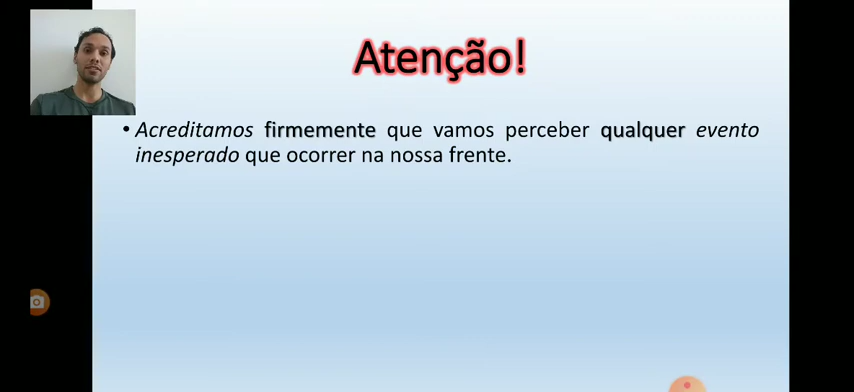 Atenção!
• Acreditamos firmemente que vamos perceber qualquer evento
inesperado que ocorrer na nossa frente.